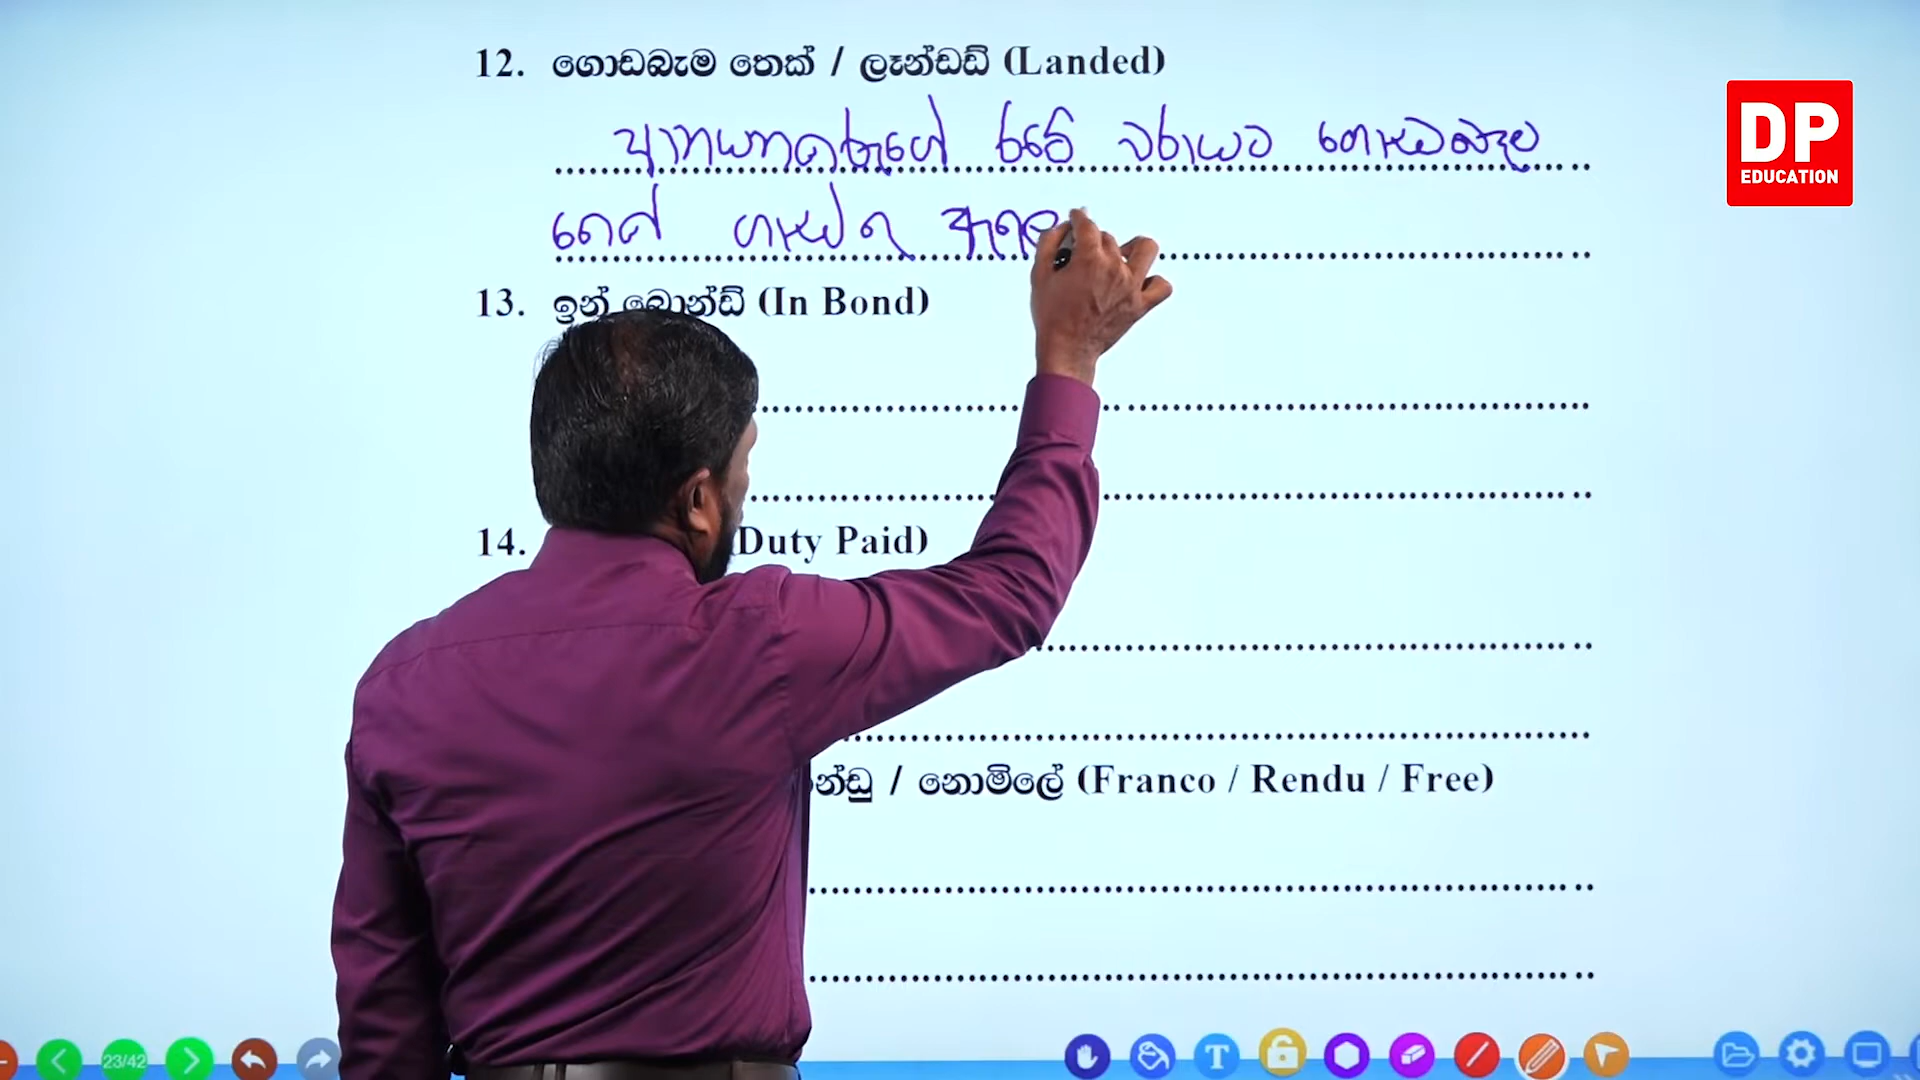 12. ගොඩබෑම තෙක් / ලෑන්ඩඩ් (Landed)
DP
EDUCATION
ආනයනකරුගේ රටේ වරායට ගොඩබෑම
තෙක් ගාස්තු ඇතුල
13. ඉන් බොන්ඩ් (In Bond)
14. (Duty Paid)
/ නොමිලේ (Franco / Rendu / Free)
23/42